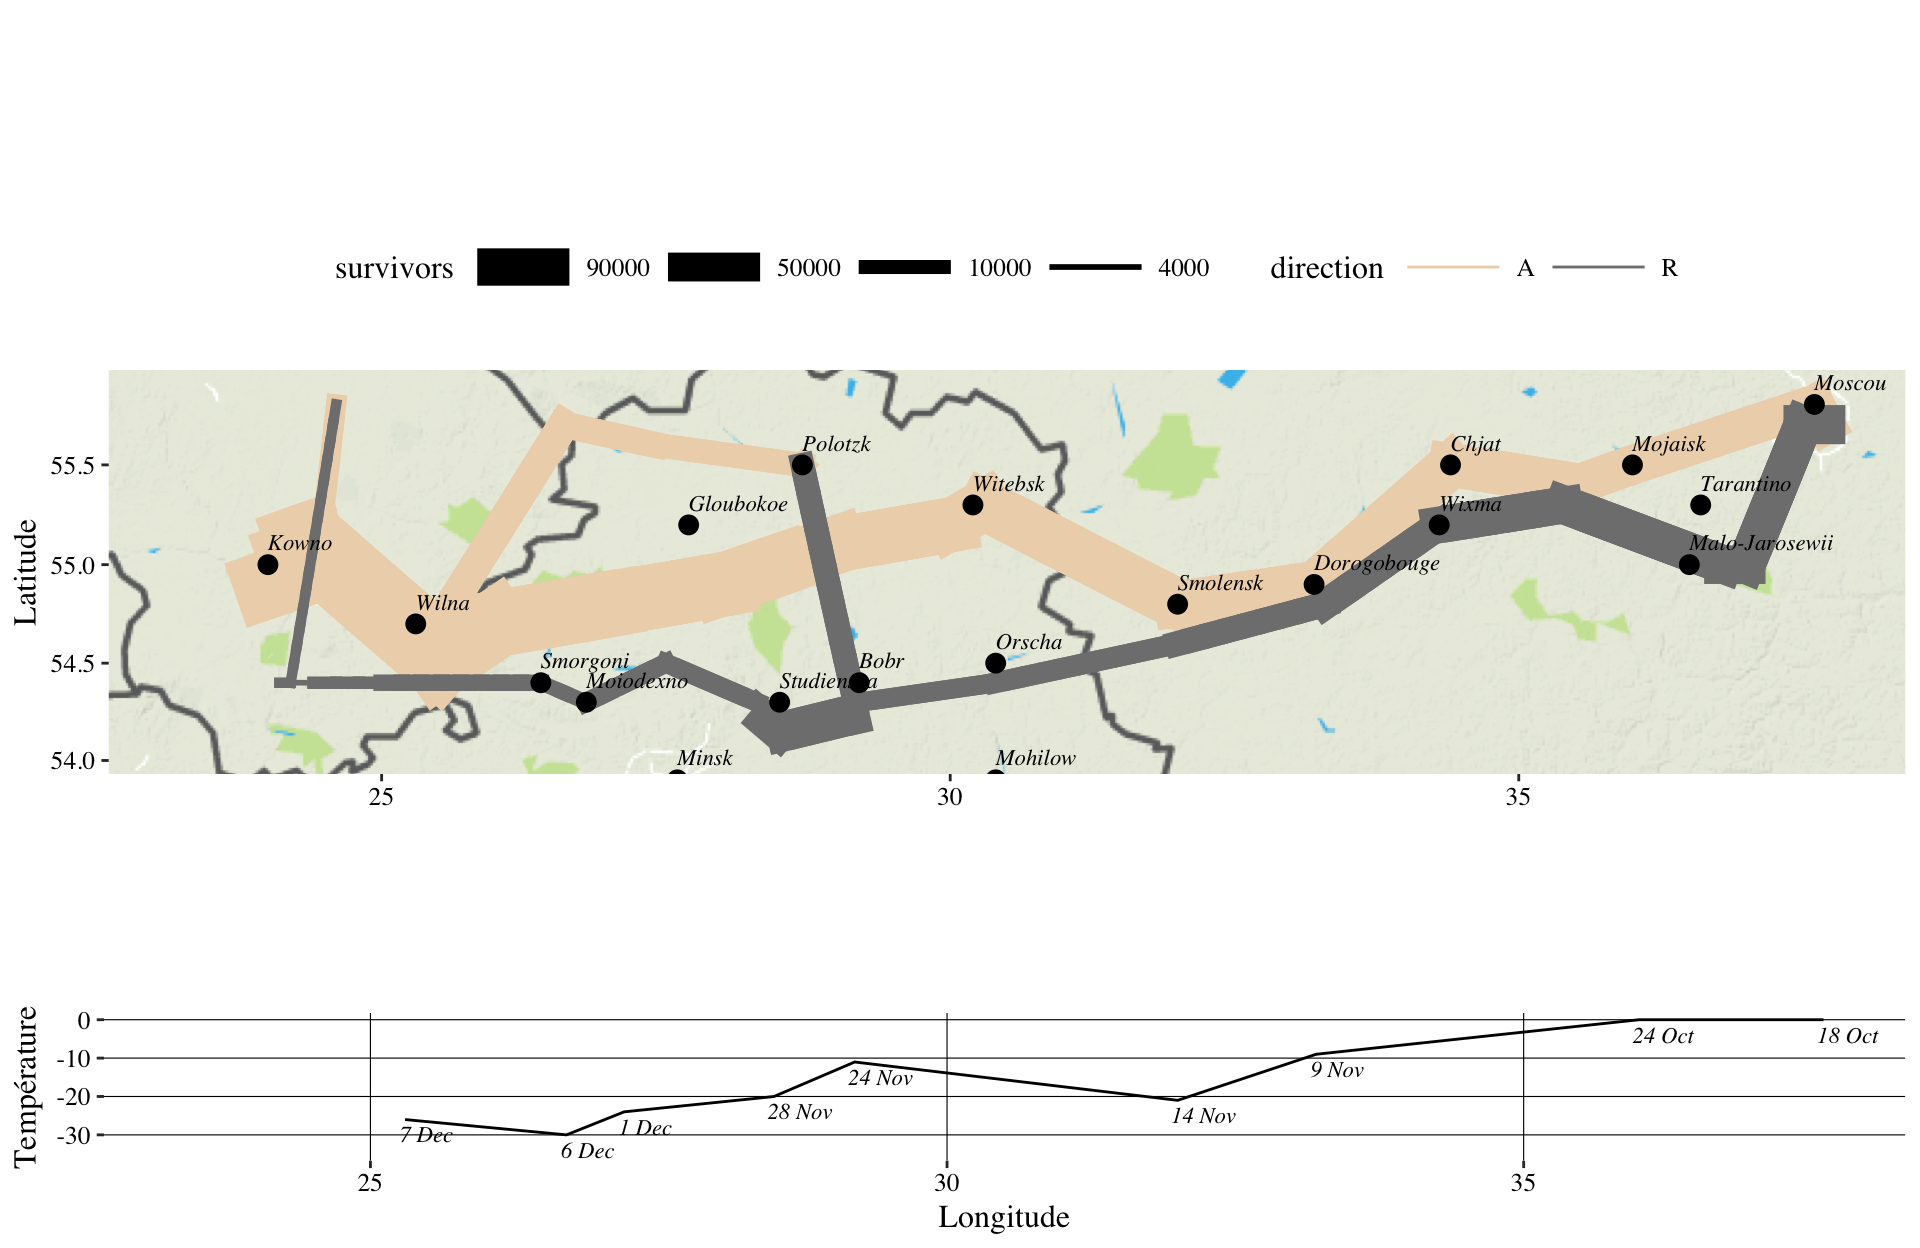 survivors 90000 50000 10000 4000 direction A R
Moscou
Polotzk
Chjat
Mojaisk
55.5
Witebsk
Tarantino
Gloubokoe
Wixma
Kowno
Malo-Jarosewii
55.0
Dorogobouge
Smolensk
Wilna
Latitude
Orscha
54.5
Smorgoni
Bobr
Moiodexno
Studienska
54.0
Minsk
Mohilow
25 30 35
Température
0
24 Oct
18 Oct
-10
9 Nov
24 Nov
-20
28 Nov
14 Nov
1 Dec
-30
7 Dec
6 Dec
25 30 35
Longitude